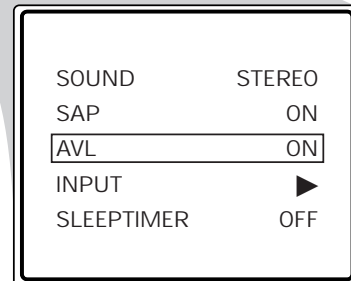 SOUND STEREO
SAP ON
AVL ON
INPUT ▶
SLEEPTIMER OFF